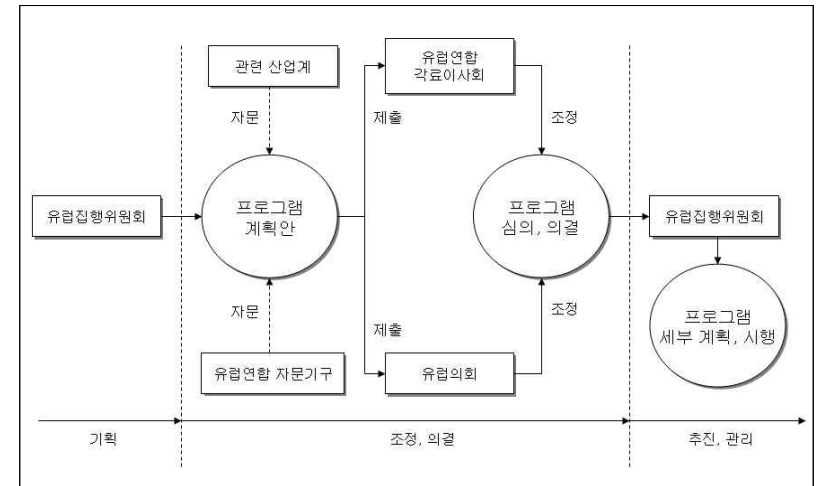 관련 산업계
유럽연합
각료이사회
자문
제출
조정
유럽집행위원회
프로그램
계획안
프로그램
심의, 의결
유럽집행위원회
자문
제출
조정
프로그램
세부 계획, 시행
유럽연합 자문기구
유럽의회
기획
조정, 의결
추진, 관리